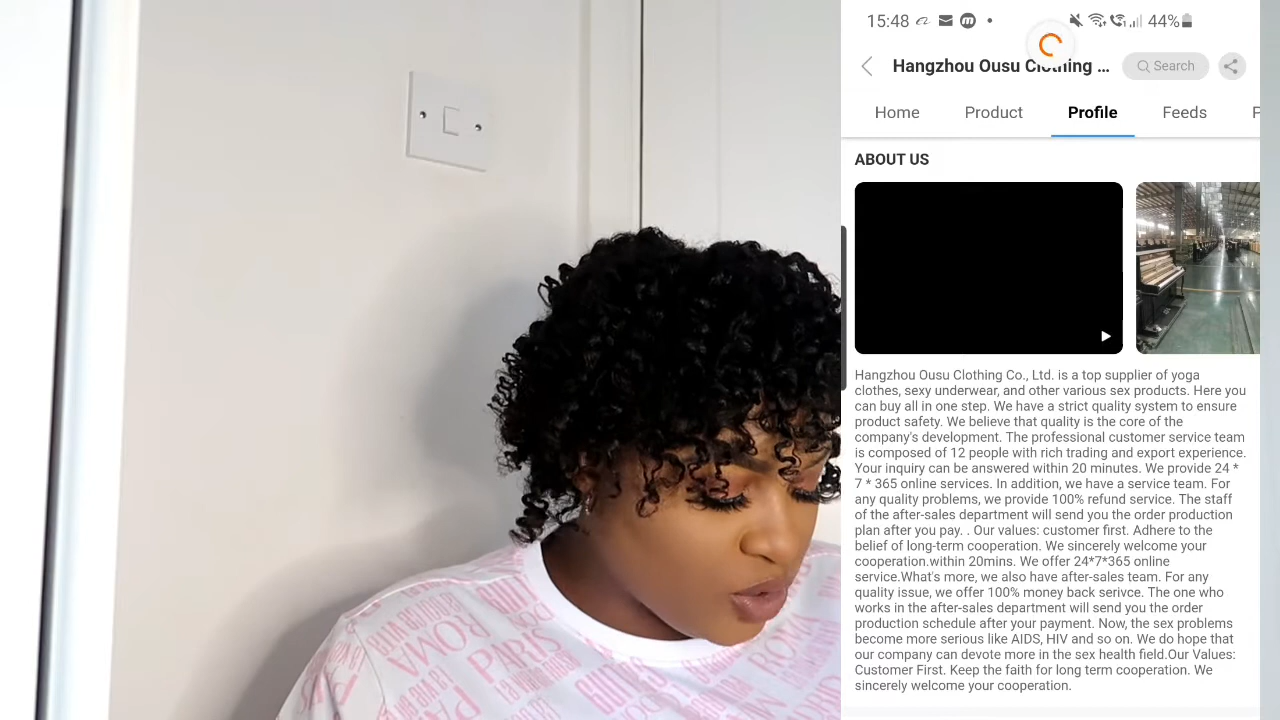 15:48
44%
Hangzhou Ousu Clothing ...
Search
Home Product Profile Feeds F
ABOUT US
Hangzhou Ousu Clothing Co., Ltd. is a top supplier of yoga
clothes, sexy underwear, and other various sex products. Here you
can buy all in one step. We have a strict quality system to ensure
product safety. We believe that quality is the core of the
company's development. The professional customer service team
is composed of 12 people with rich trading and export experience.
Your inquiry can be answered within 20 minutes. We provide 24 *
7 * 365 online services. In addition, we have a service team. For
any quality problems, we provide 100% refund service. The staff
of the after-sales department will send you the order production
plan after you pay. . Our values: customer first. Adhere to the
belief of long-term cooperation. We sincerely welcome your
cooperation.within 20mins. We offer 24*7*365 online
service.What's more, we also have after-sales team. For any
quality issue, we offer 100% money back serivce. The one who
works in the after-sales department will send you the order
production schedule after your payment. Now, the sex problems
become more serious like AIDS, HIV and so on. We do hope that
our company can devote more in the sex health field.Our Values:
Customer First. Keep the faith for long term cooperation. We
sincerely welcome your cooperation.
ROMA
PARIS
ROMA